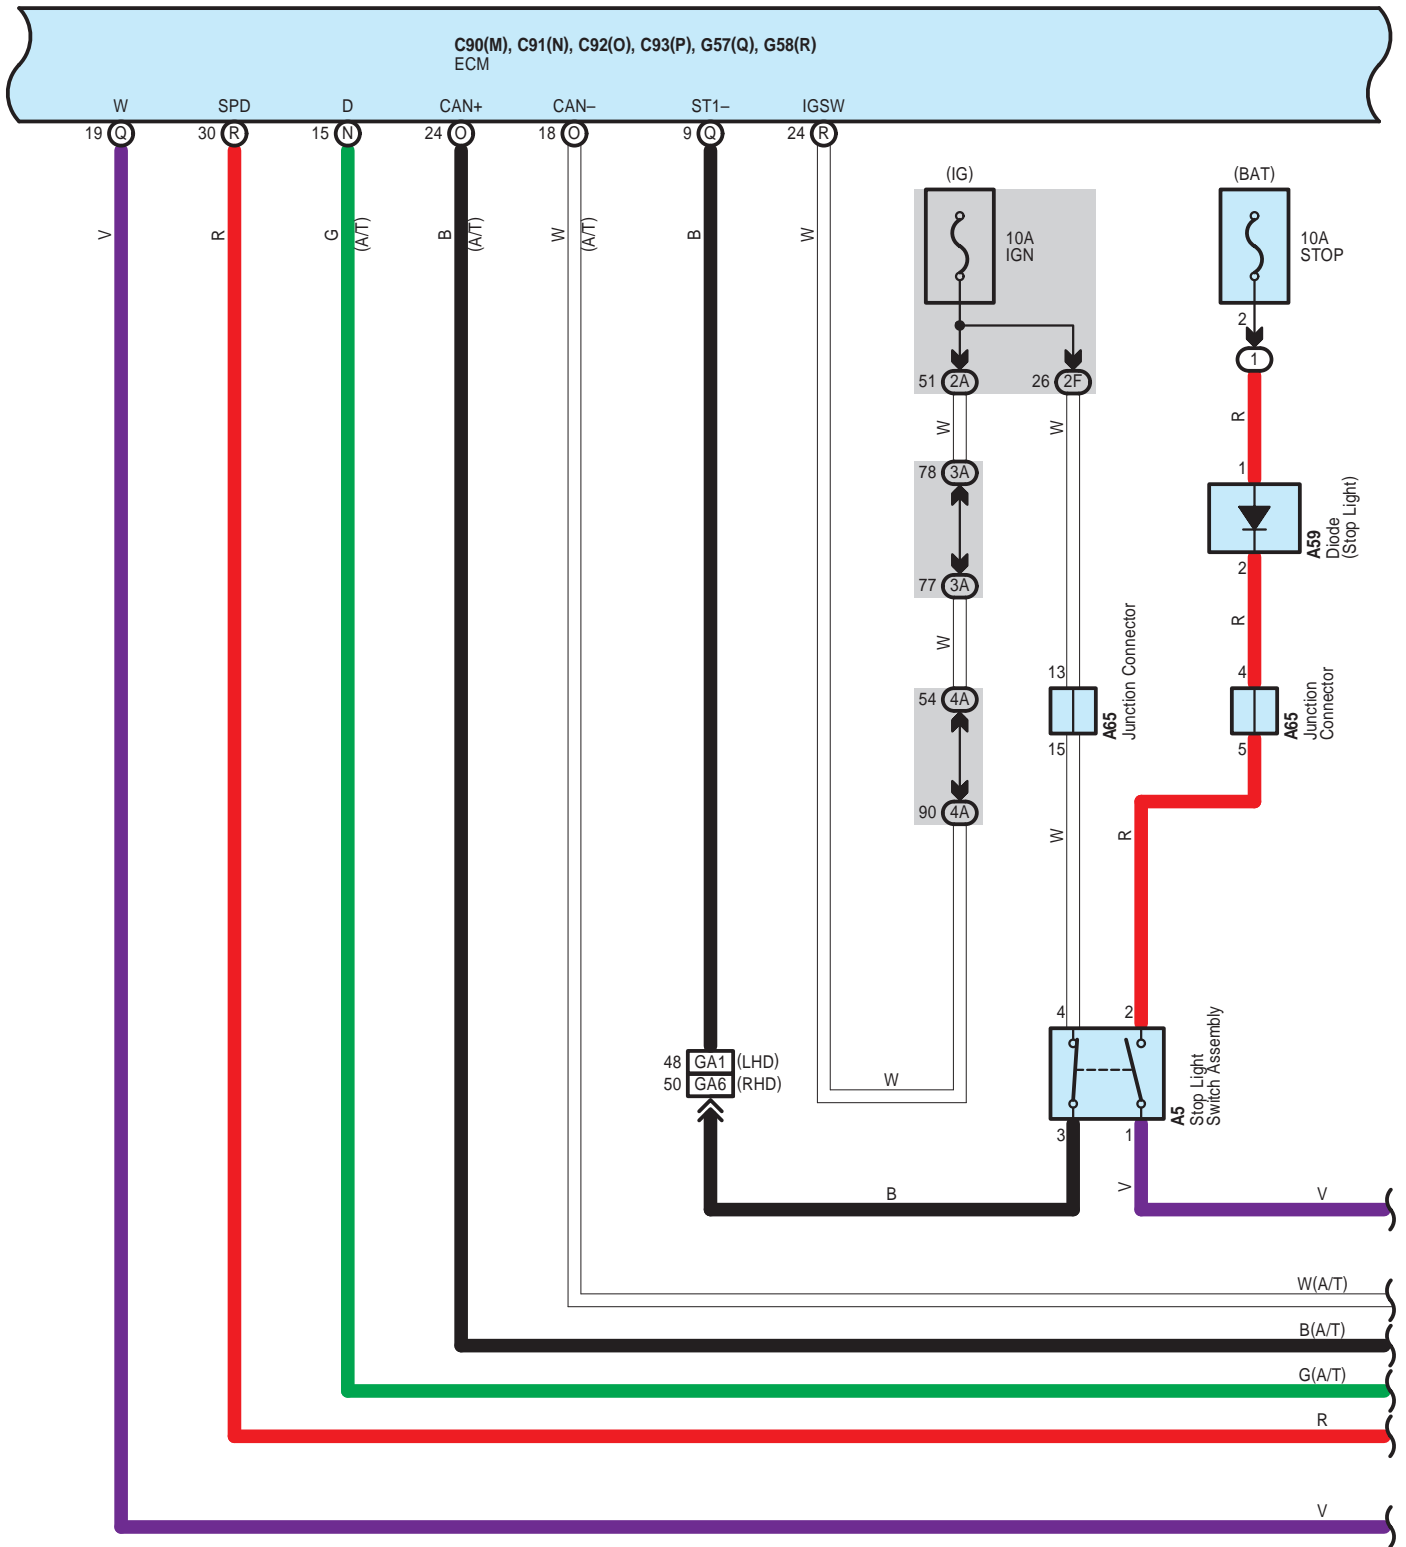 C90(M), C91(N), C92(O), C93(P), G57(Q), G58(R)
ECM
W SPD D CAN+ CAN– ST1– IGSW
19 Q 30 R 15 N 24 O 18 O 9 Q 24 R
(IG) (BAT)
V R G (A/T) B (A/T) W (A/T) B W
10A
IGN
10A
STOP
2
1
51 2A 26 2F
W W R
78 3A 1
A59
Diode
(Stop Light)
77 3A 2
W R
13 4
54 4A
A65
Junction Connector
A65
Junction
Connector
15 5
90 4A
W R
4 2
48 GA1 (LHD)
50 GA6 (RHD)
W
A5
Stop Light
Switch Assembly
3 1
B V V
W(A/T)
B(A/T)
G(A/T)
R
V